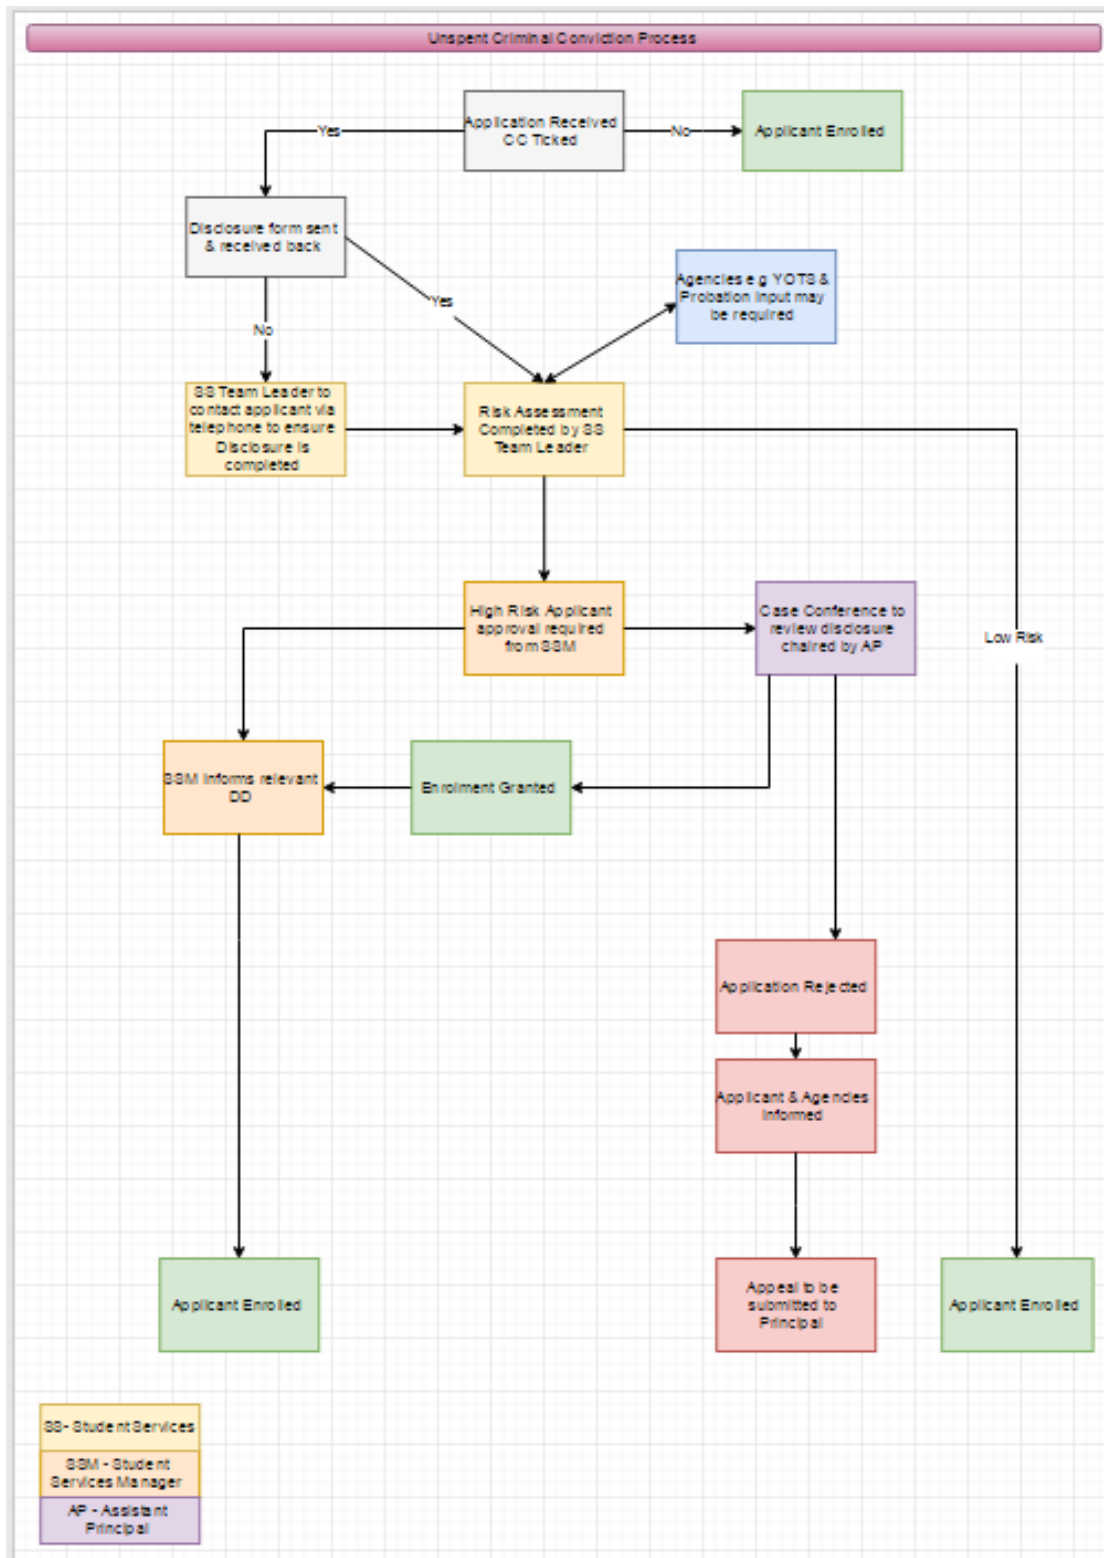 Unspent Criminal Conviction Process
Application Received
CC Ticked
Yes
No
Applicant Enrolled
Disclosure form sent
& received back
Agencies e.g YOTS &
Probation Input may
be required
Yes
No
SS Team Leader to
contact applicant via
telephone to ensure
Disclosure is
completed
Risk Assessment
Completed by SS
Team Leader
High Risk Applicant
approval required
from SSM
Case Conference to
review disclosure
chaired by AP
Low Risk
SSM Informs relevant
DD
Enrolment Granted
Application Rejected
Applicant & Agencies
Informed
Applicant Enrolled
Appeal to be
submitted to
Principal
Applicant Enrolled
SS- Student Services
SSM - Student
Services Manager
AP - Assistant
Principal